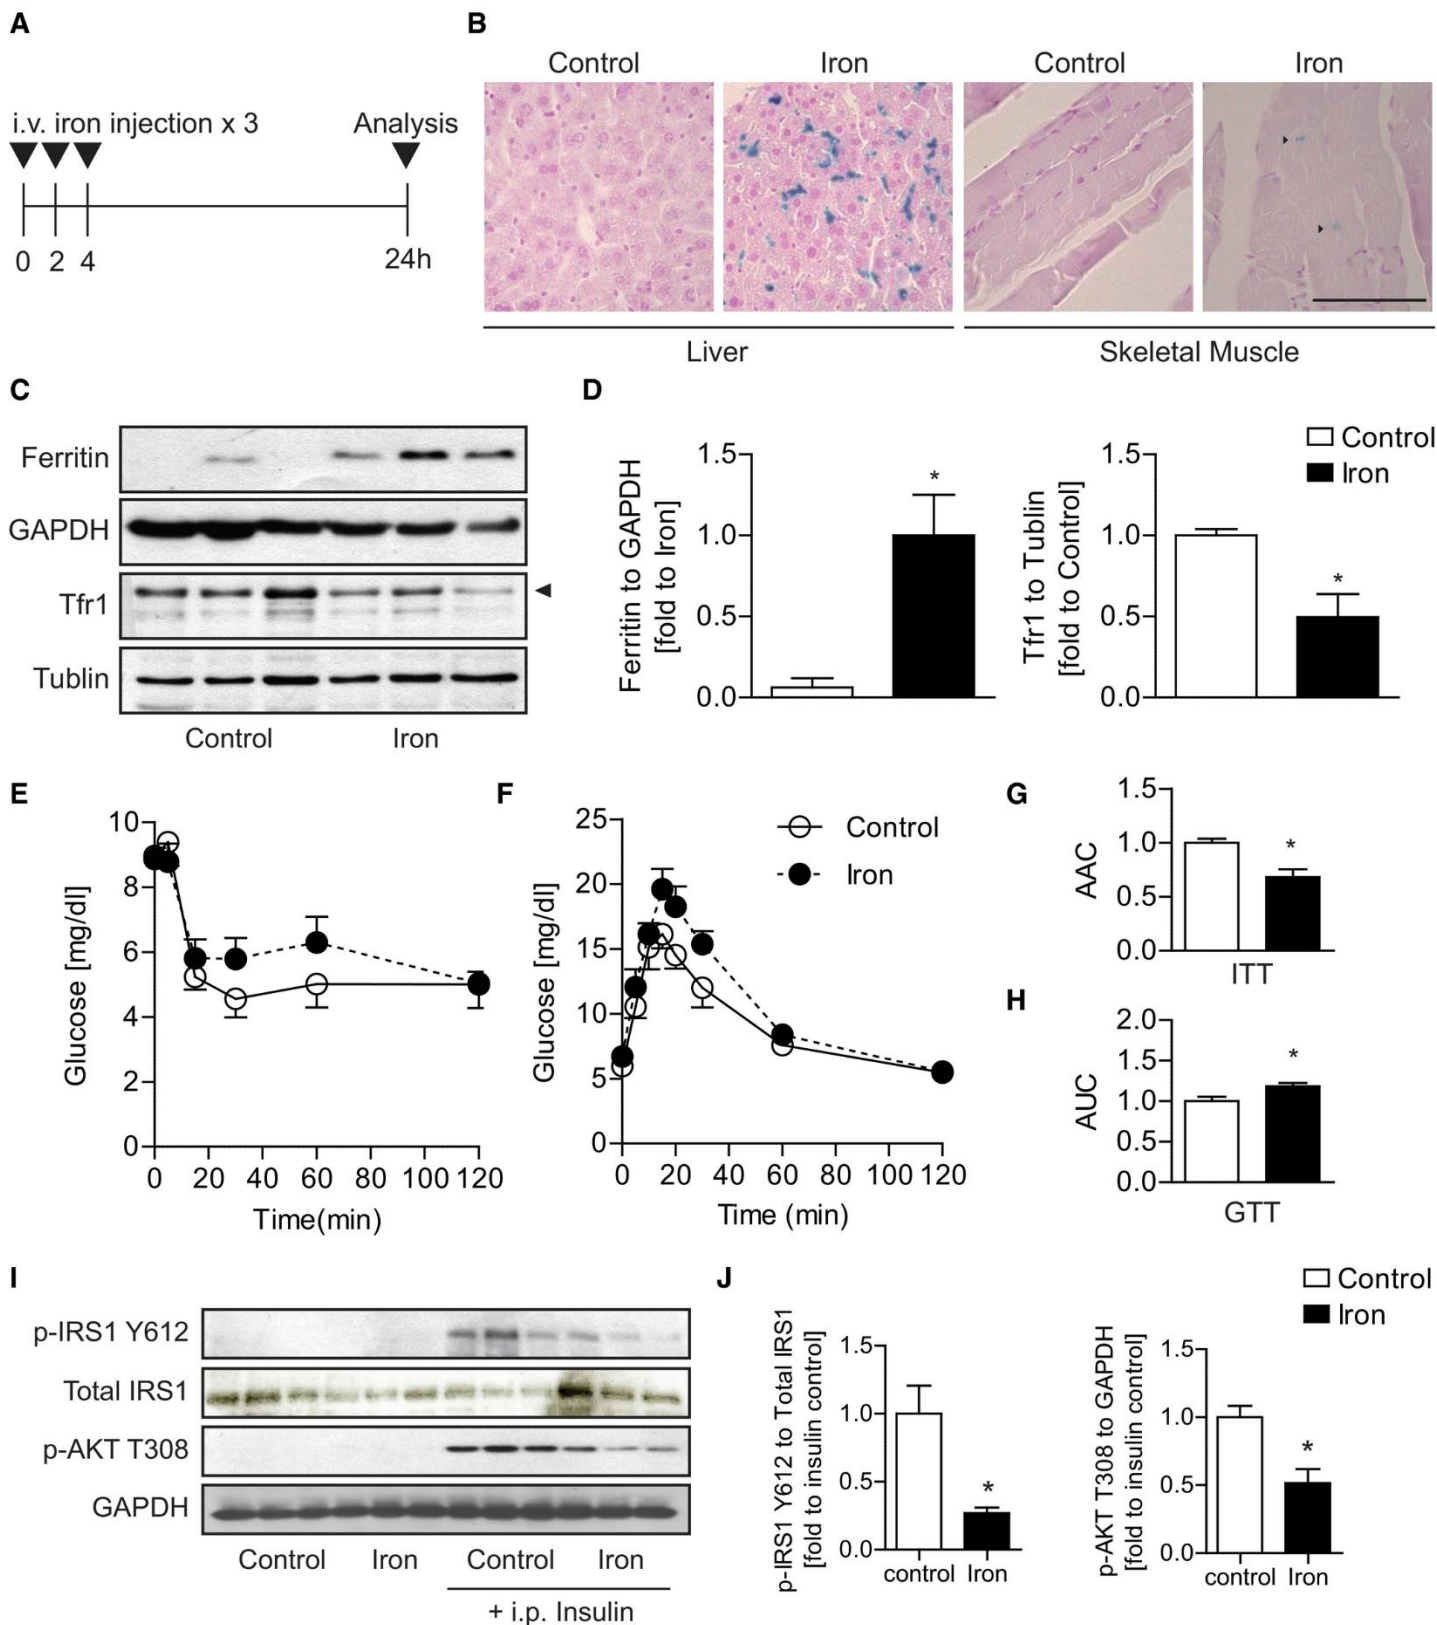 A
i.v. iron injection x 3
Analysis
0 2 4
24h
B
Control Iron Control Iron
Liver
Skeletal Muscle
C
Ferritin
GAPDH
Tfr1
Tublin
Control Iron
D
Ferritin to GAPDH
[fold to Iron]
1.5
1.0
0.5
0.0
*
Tfr1 to Tublin
[fold to Control]
1.5
1.0
0.5
0.0
*
Control
Iron
E
Glucose [mg/dl]
10
8
6
4
2
0
0 20 40 60 80 100 120
Time(min)
F
Glucose [mg/dl]
25
20
15
10
5
0
0 20 40 60 80 100 120
Time (min)
Control
Iron
G
AAC
1.5
1.0
0.5
0.0
*
ITT
H
AUC
2.0
1.5
1.0
0.5
0.0
*
GTT
I
p-IRS1 Y612
Total IRS1
p-AKT T308
GAPDH
Control Iron Control Iron
+ i.p. Insulin
J
Control
Iron
p-IRS1 Y612 to Total IRS1
[fold to insulin control]
1.5
1.0
0.5
0.0
*
control Iron
p-AKT T308 to GAPDH
[fold to insulin control]
1.5
1.0
0.5
0.0
*
control Iron